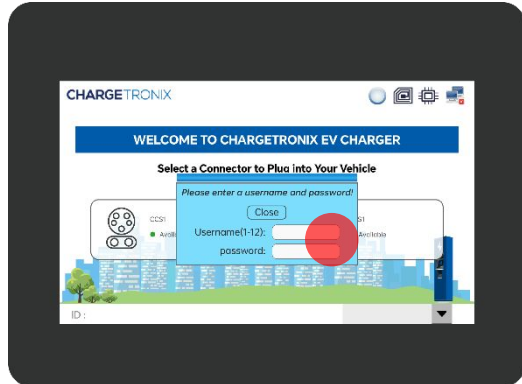 CHARGETRONIX
WELCOME TO CHARGETRONIX EV CHARGER
Select a Connector to Plug into Your Vehicle
Please enter a username and password!
Close
CCS1
Username(1-12):
Available
password:
ID :